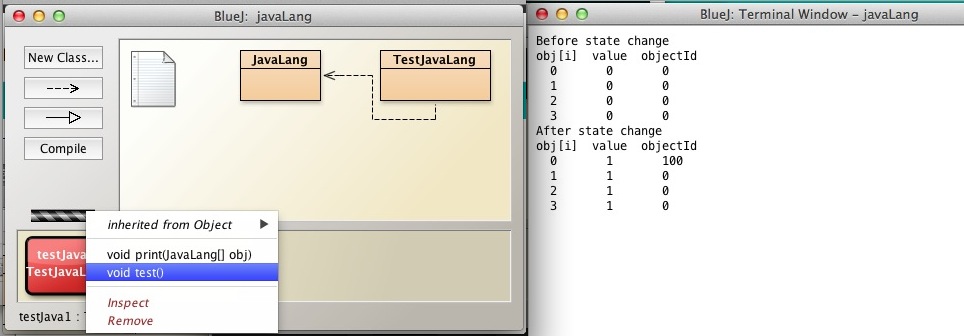 BlueJ: javaLang
New Class...
Compile
JavaLang
TestJavaLang
inherited from Object
void print(JavaLang[] obj)
void test()
Inspect
Remove
testJava
TestJavaL
testJava1 :
BlueJ: Terminal Window – javaLang
Before state change
obj[i] value objectId
0 0 0
1 0 0
2 0 0
3 0 0
After state change
obj[i] value objectId
0 1 100
1 1 0
2 1 0
3 1 0